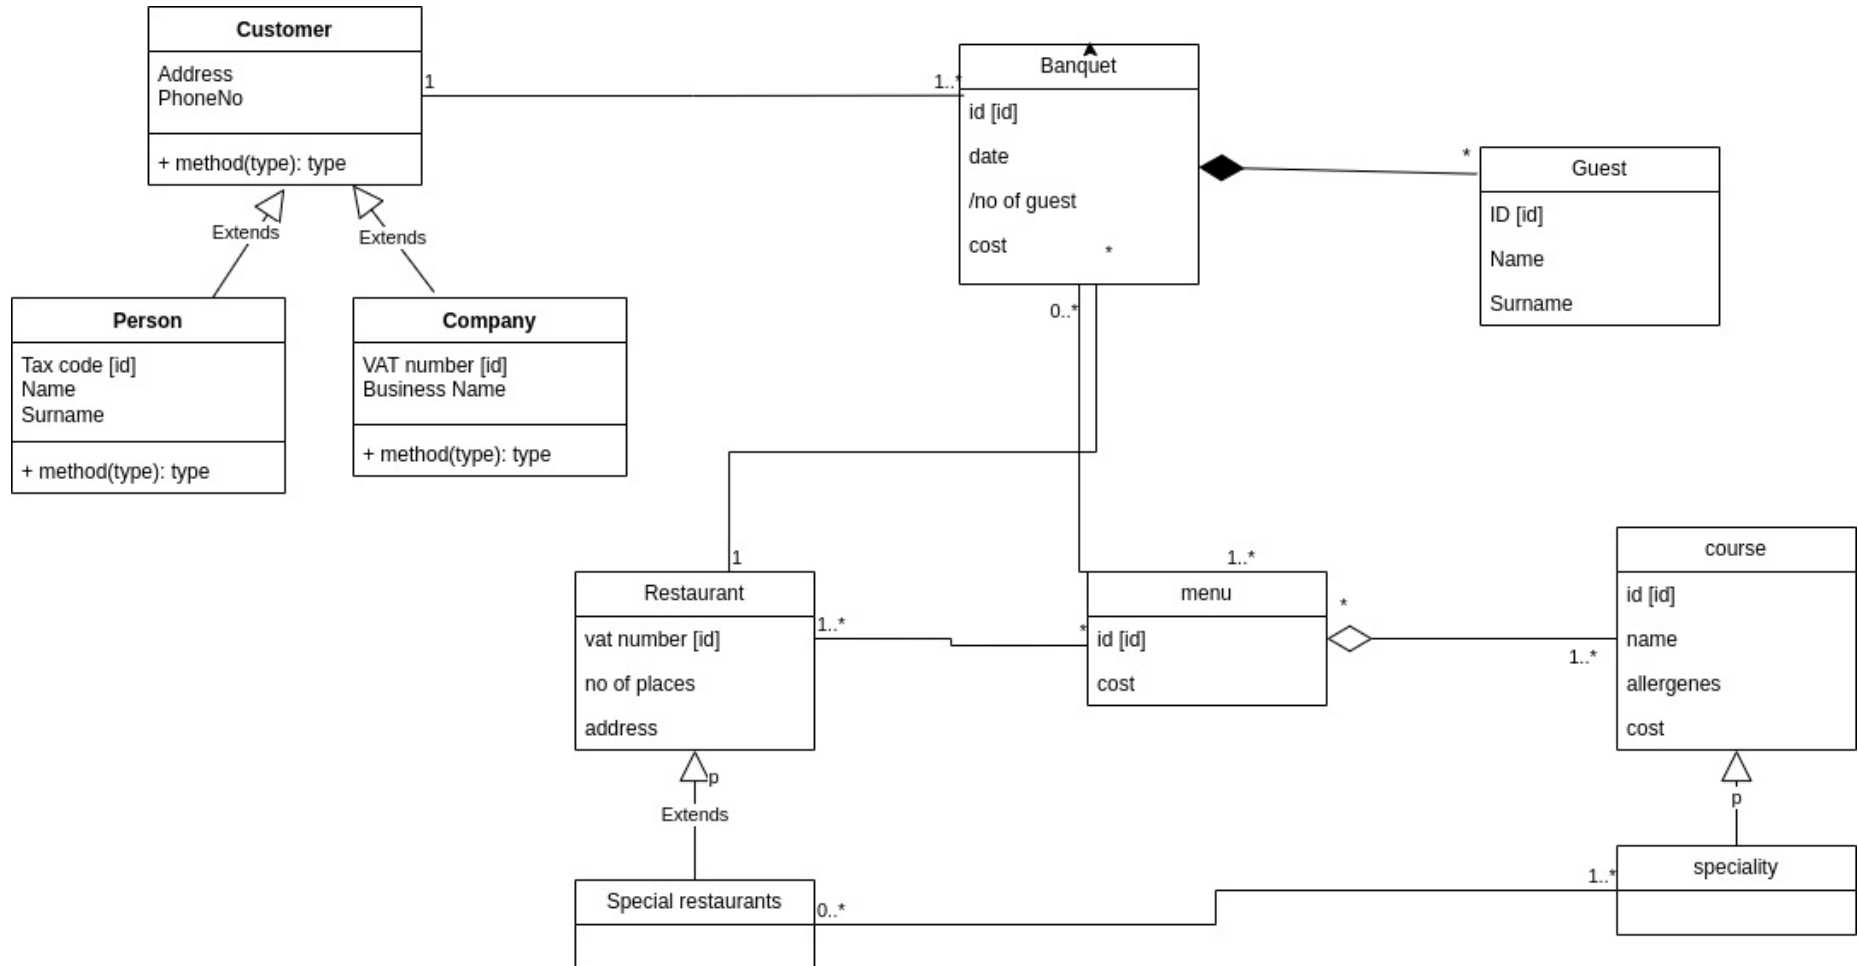 Customer
Address
PhoneNo
+ method(type): type
1
1..*
Banquet
id [id]
date
/no of guest
cost
*
0..*
*
Guest
ID [id]
Name
Surname
Extends
Extends
Person
Tax code [id]
Name
Surname
+ method(type): type
Company
VAT number [id]
Business Name
+ method(type): type
1
Restaurant
vat number [id]
no of places
address
1..*
*
1..*
menu
id [id]
cost
*
1..*
course
id [id]
name
allergenes
cost
p
Extends
p
Special restaurants
0..*
1..*
speciality